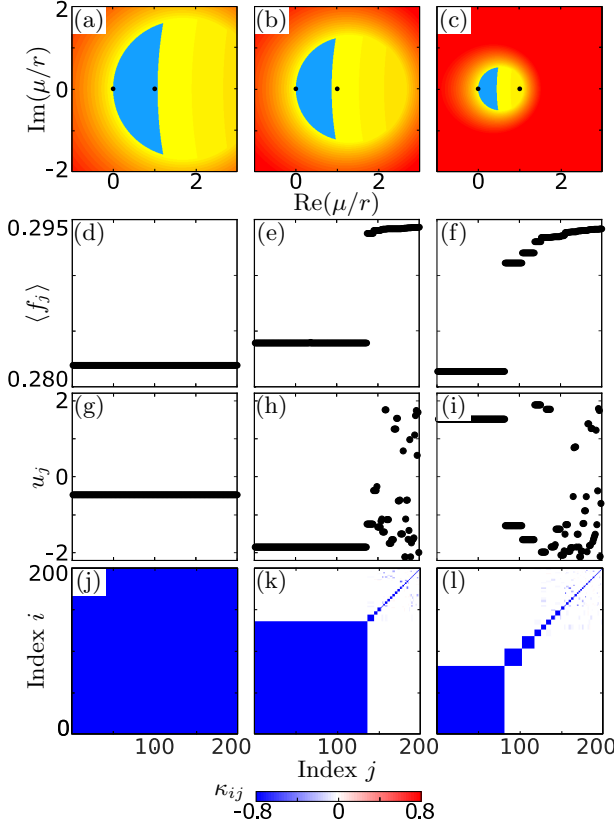 (a) (b) (c)
Im(μ/r)
2
0
-2
0 2 0 2 0 2
Re(μ/r)
(d) (e) (f)
⟨f_j⟩
0.295
0.280
(g) (h) (i)
u_j
2
0
-2
(j) (k) (l)
Index i
200
0
100 200 100 200 100 200
Index j
κ_ij
-0.8 0 0.8